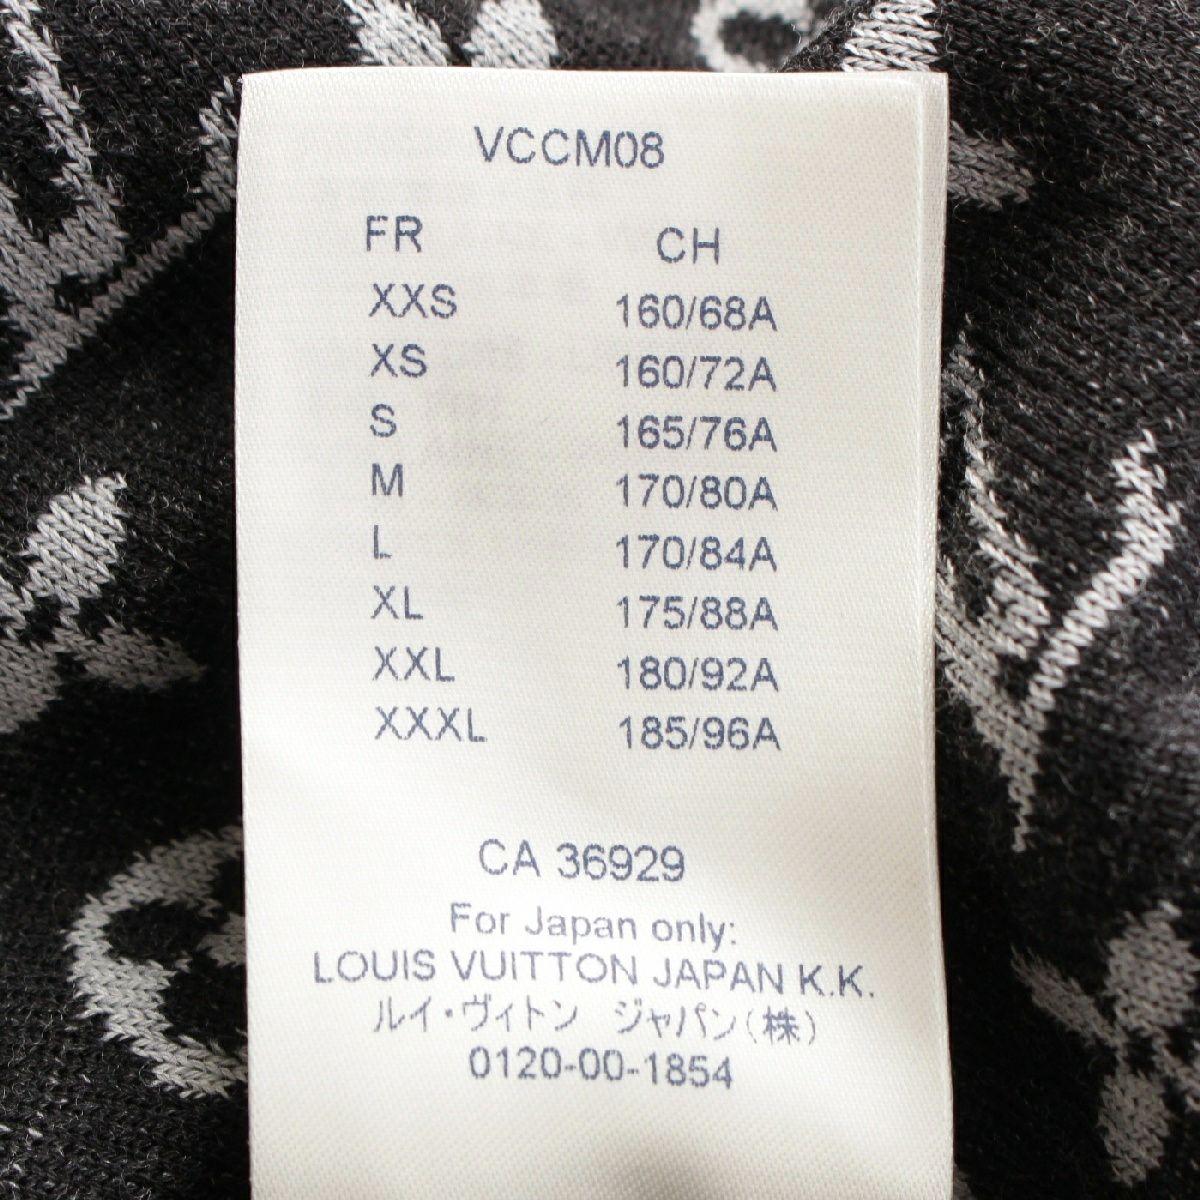 VCCM08
FR CH
XXS 160/68A
XS 160/72A
S 165/76A
M 170/80A
L 170/84A
XL 175/88A
XXL 180/92A
XXXL 185/96A
CA 36929
For Japan only:
LOUIS VUITTON JAPAN K.K.
ルイ・ヴィトン ジャパン(株)
0120-00-1854